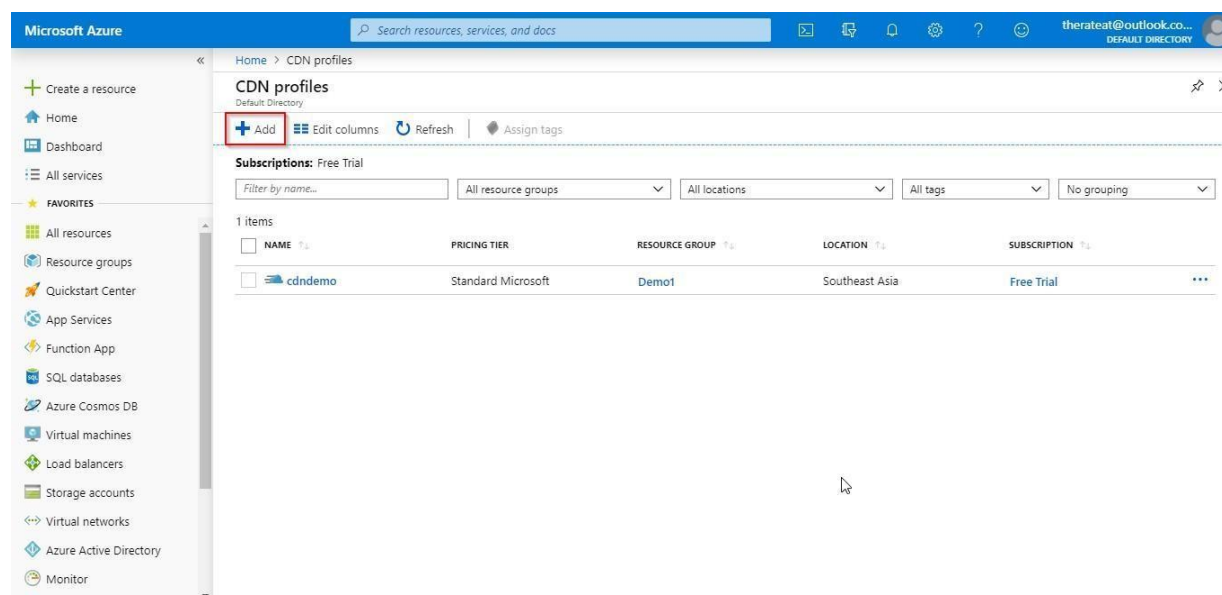 Microsoft Azure
Search resources, services, and docs
therateat@outlook.co...
DEFAULT DIRECTORY
Create a resource
Home
Dashboard
All services
FAVORITES
All resources
Resource groups
Quickstart Center
App Services
Function App
SQL databases
Azure Cosmos DB
Virtual machines
Load balancers
Storage accounts
Virtual networks
Azure Active Directory
Monitor
Home > CDN profiles
CDN profiles
Default Directory
Add Edit columns Refresh Assign tags
Subscriptions: Free Trial
Filter by name... All resource groups All locations All tags No grouping
1 items
NAME PRICING TIER RESOURCE GROUP LOCATION SUBSCRIPTION
cdndemo Standard Microsoft Demo1 Southeast Asia Free Trial